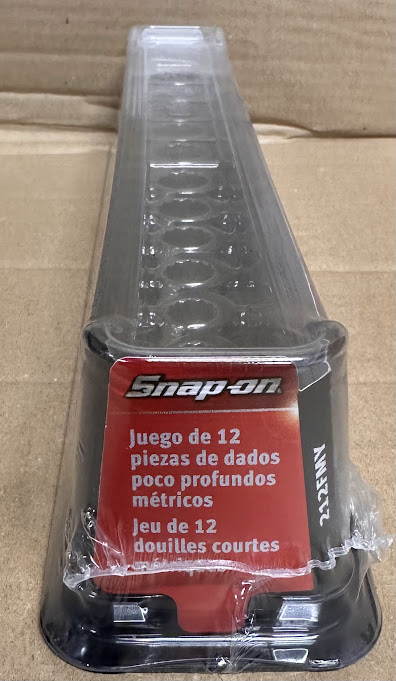 Snap-on
Juego de 12
piezas de dados
poco profundos
métricos
Jeu de 12
douilles courtes
212FMY